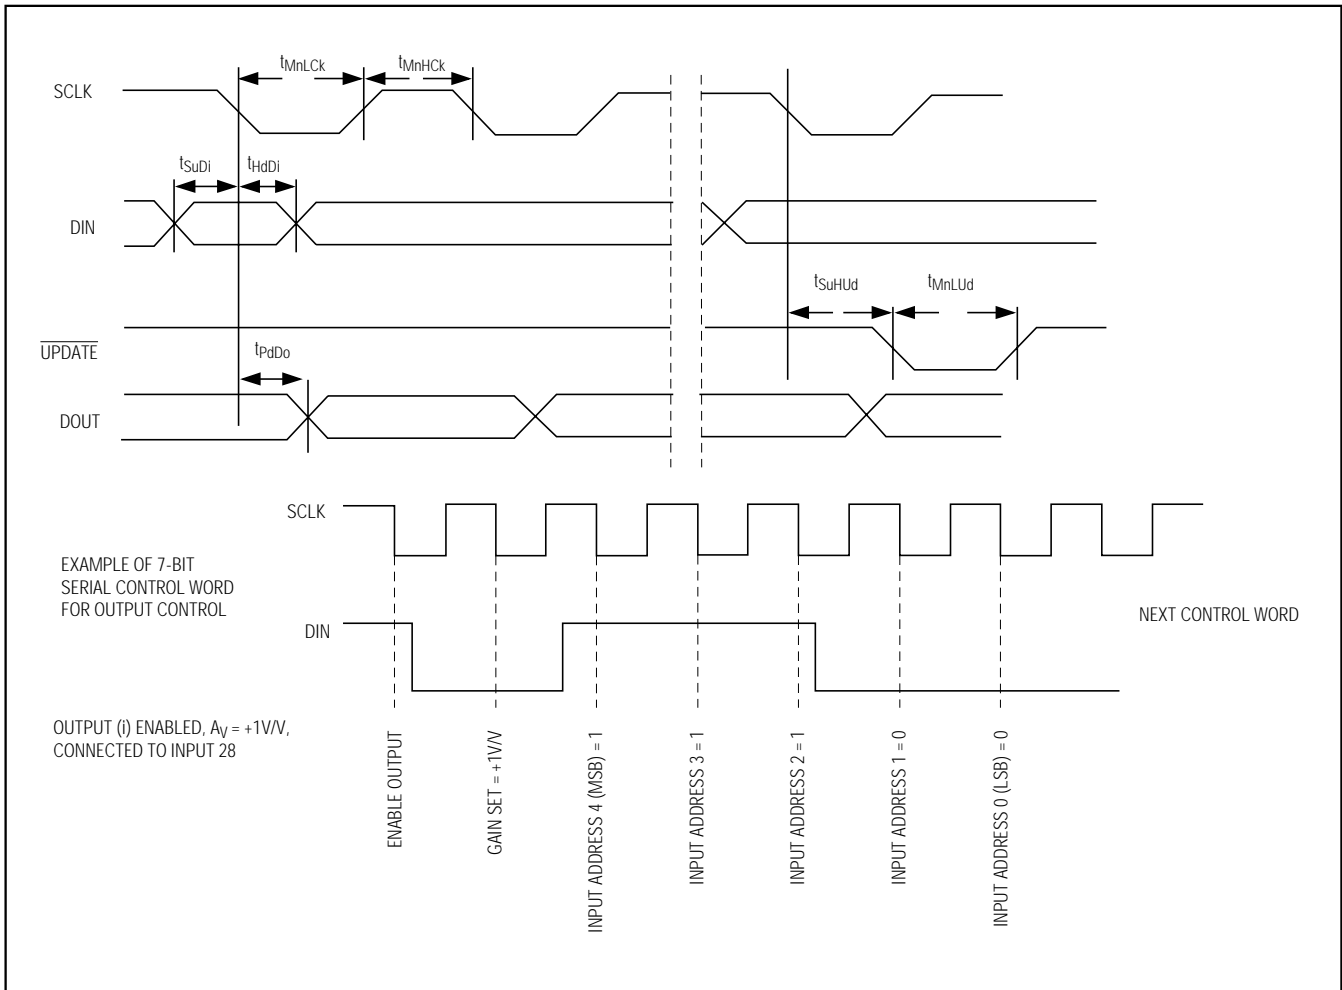 tMnLCk
tMnHCk
SCLK
tSuDi
tHdDi
DIN
tSuHUd
tMnLUd
UPDATE
tPdDo
DOUT
SCLK
EXAMPLE OF 7-BIT
SERIAL CONTROL WORD
FOR OUTPUT CONTROL
NEXT CONTROL WORD
DIN
OUTPUT (i) ENABLED, AV = +1V/V,
CONNECTED TO INPUT 28
ENABLE OUTPUT
GAIN SET = +1V/V
INPUT ADDRESS 4 (MSB) = 1
INPUT ADDRESS 3 = 1
INPUT ADDRESS 2 = 1
INPUT ADDRESS 1 = 0
INPUT ADDRESS 0 (LSB) = 0